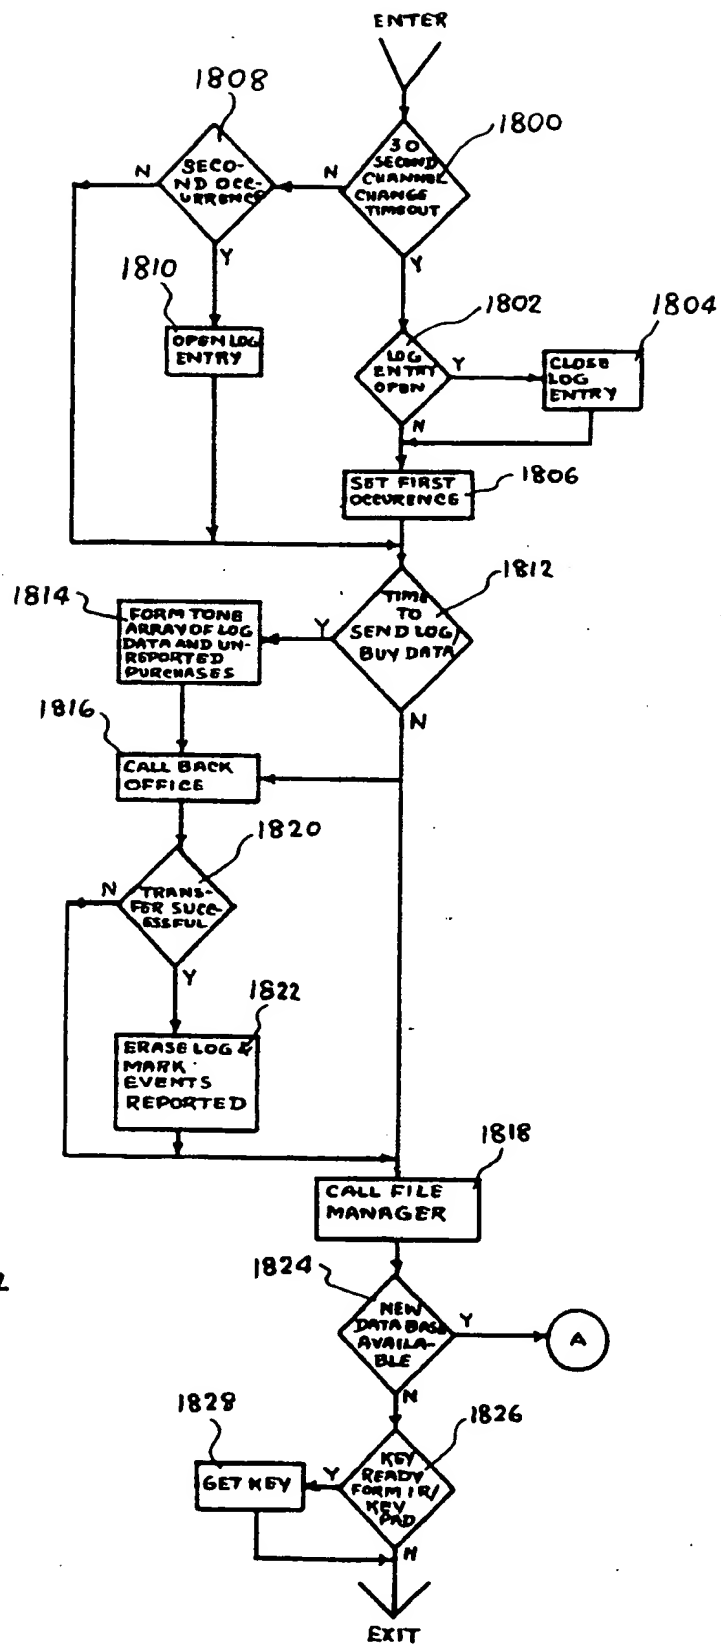 ENTER
1808
1800
30
SECOND
CHANNEL
CHANGE
TIMEOUT
N
SECO-
ND OCC-
URRENCE
N
Y
Y
1810
OPEN LOG
ENTRY
1802
LOG
ENTRY
OPEN
Y
N
1804
CLOSE
LOG
ENTRY
1806
SET FIRST
OCCURENCE
1812
TIME
TO
SEND LOG/
BUY DATA
Y
N
1814
FORM TONE
ARRAY OF LOG
DATA AND UN-
REPORTED
PURCHASES
1816
CALL BACK
OFFICE
1820
TRANS-
FER SUCC-
ESSFUL
N
Y
1822
ERASE LOG &
MARK
EVENTS
REPORTED
1818
CALL FILE
MANAGER
1824
NEW
DATA BASE
AVAILA-
BLE
Y
A
N
1828
GET KEY
1826
KEY
READY
FORM IR/
KEY
PAD
Y
N
EXIT